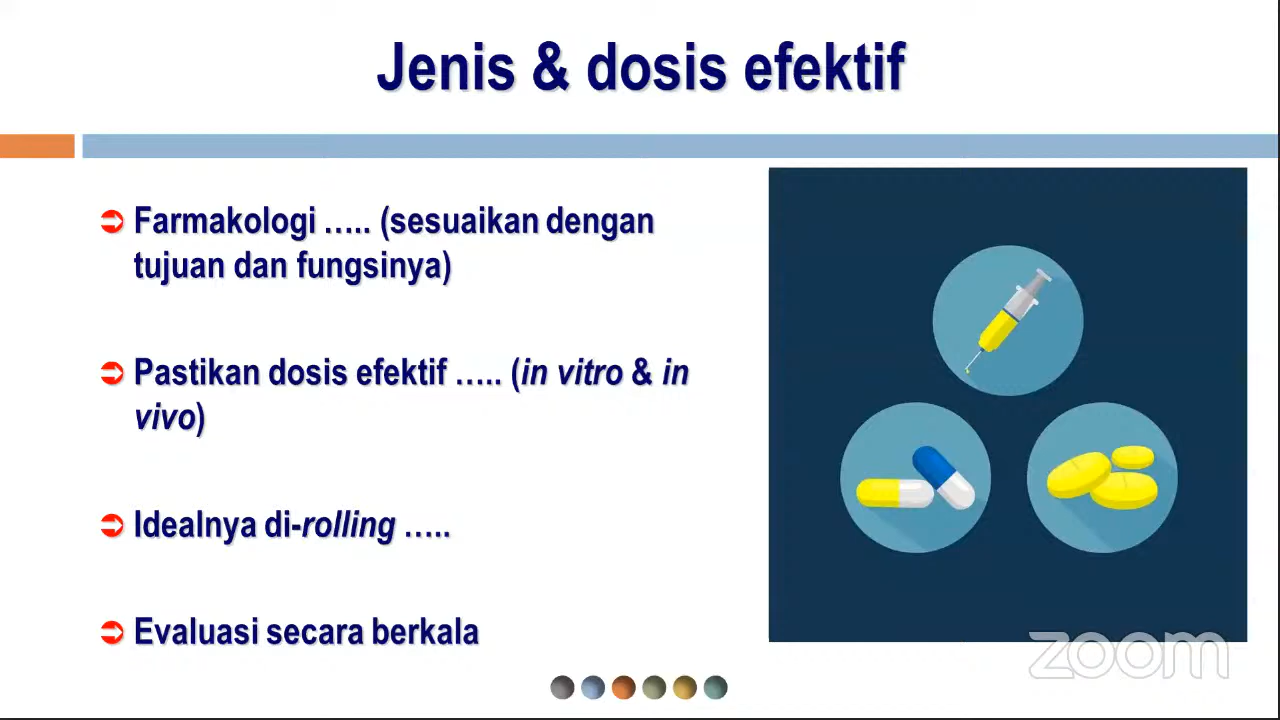 Jenis & dosis efektif
Farmakologi ….. (sesuaikan dengan
tujuan dan fungsinya)
Pastikan dosis efektif ….. (in vitro & in
vivo)
Idealnya di-rolling …..
Evaluasi secara berkala
zoom